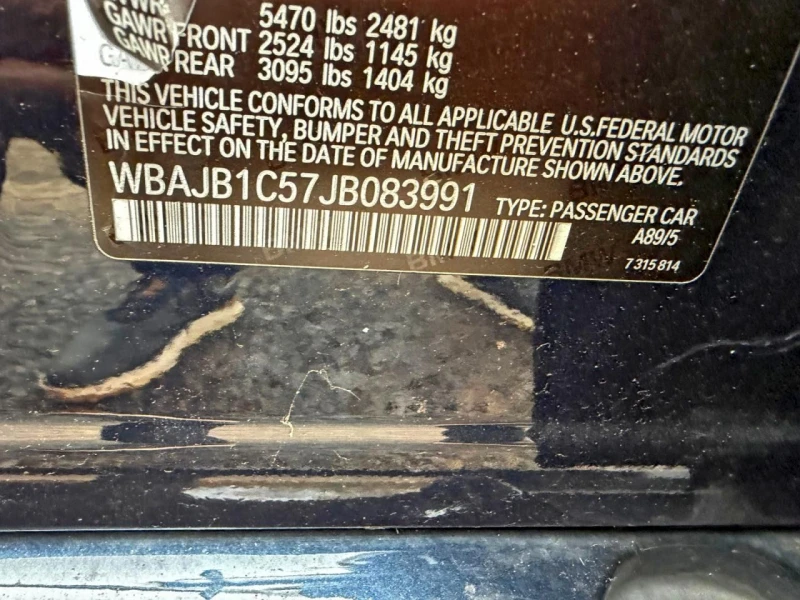 5470 lbs 2481 kg
GAWR FRONT 2524 lbs 1145 kg
GAWR REAR 3095 lbs 1404 kg
THIS VEHICLE CONFORMS TO ALL APPLICABLE U.S.FEDERAL MOTOR
VEHICLE SAFETY, BUMPER AND THEFT PREVENTION STANDARDS
IN EFFECT ON THE DATE OF MANUFACTURE SHOWN ABOVE.
WBAJB1C57JB083991 TYPE: PASSENGER CAR
A89/5
7 315 814